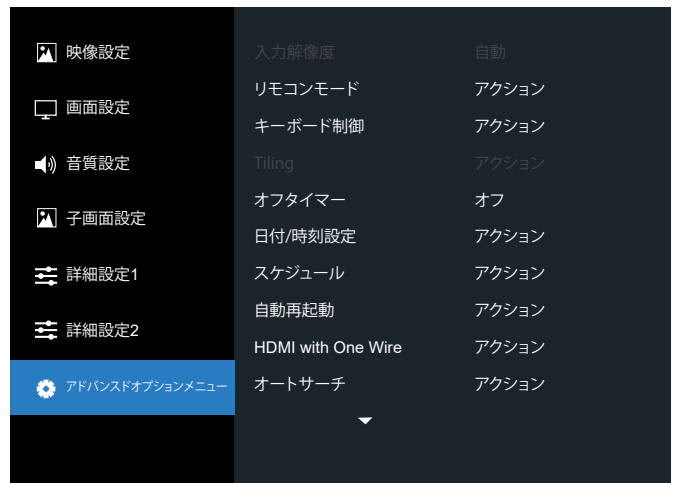 映像設定
画面設定
音質設定
子画面設定
詳細設定1
詳細設定2
アドバンスドオプションメニュー
入力解像度 自動
リモコンモード アクション
キーボード制御 アクション
Tiling アクション
オフタイマー オフ
日付/時刻設定 アクション
スケジュール アクション
自動再起動 アクション
HDMI with One Wire アクション
オートサーチ アクション